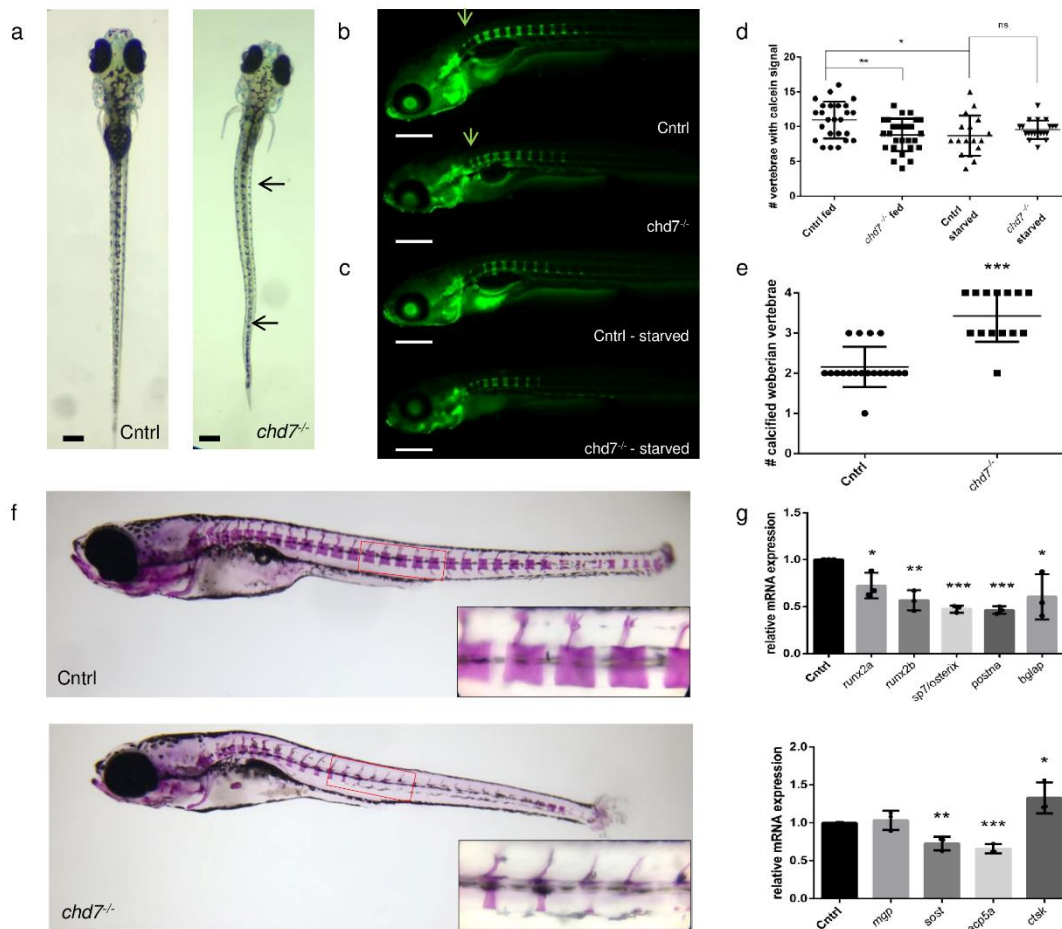 a
Cntrl
chd7-/-
b
Cntrl
chd7-/-
c
Cntrl - starved
chd7-/- - starved
d
# vertebrae with calcein signal
20
15
10
5
0
*
**
ns
Cntrl fed
chd7-/- fed
Cntrl
starved
chd7-/-
starved
e
# calcified weberian vertebrae
4
3
2
1
0
***
Cntrl
chd7-/-
f
Cntrl
chd7-/-
g
relative mRNA expression
1.5
1.0
0.5
0.0
*
**
***
***
*
Cntrl
runx2a
runx2b
sp7/osterix
postna
bglap
relative mRNA expression
2.0
1.5
1.0
0.5
0.0
**
***
*
Cntrl
mgp
sost
acp5a
ctsk